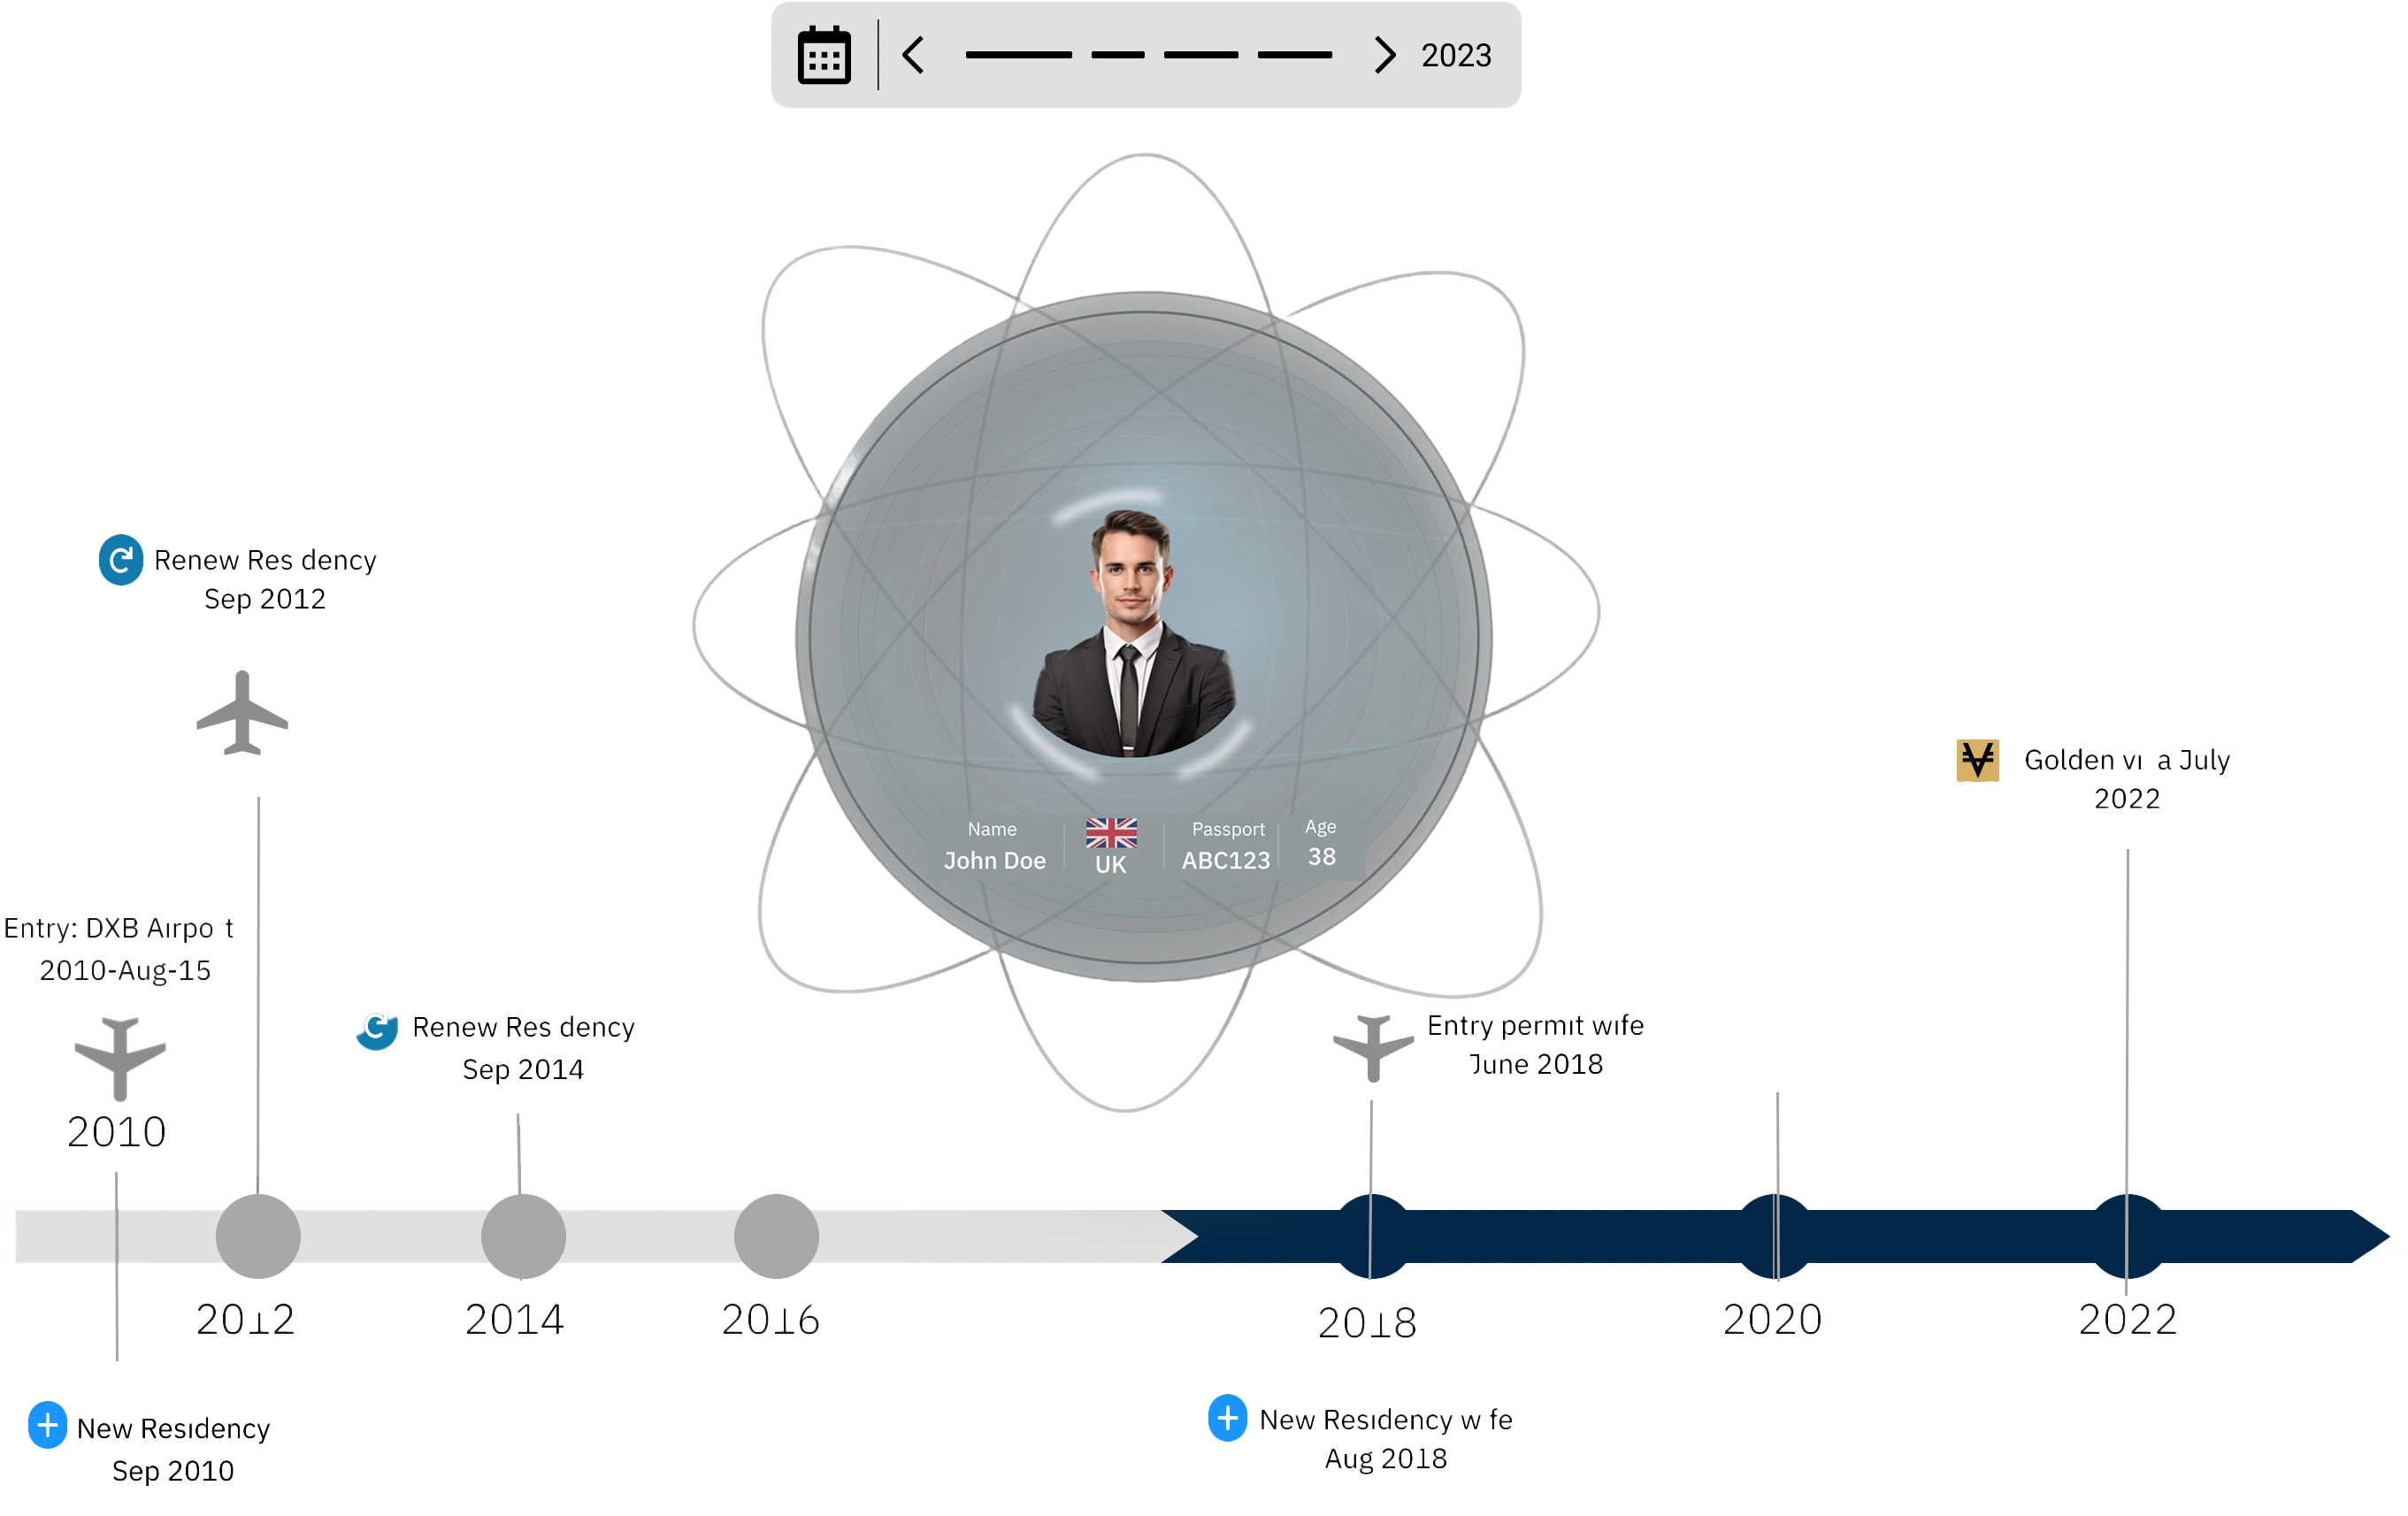 2023
Renew Res dency
Sep 2012
Name
John Doe
UK
Passport
ABC123
Age
38
Golden vı a July
2022
Entry: DXB Aırpo t
2010-Aug-15
2010
Renew Res dency
Sep 2014
Entry permıt wıfe
June 2018
2012
2014
2016
2018
2020
2022
New Resıdency
Sep 2010
New Resıdency w fe
Aug 2018